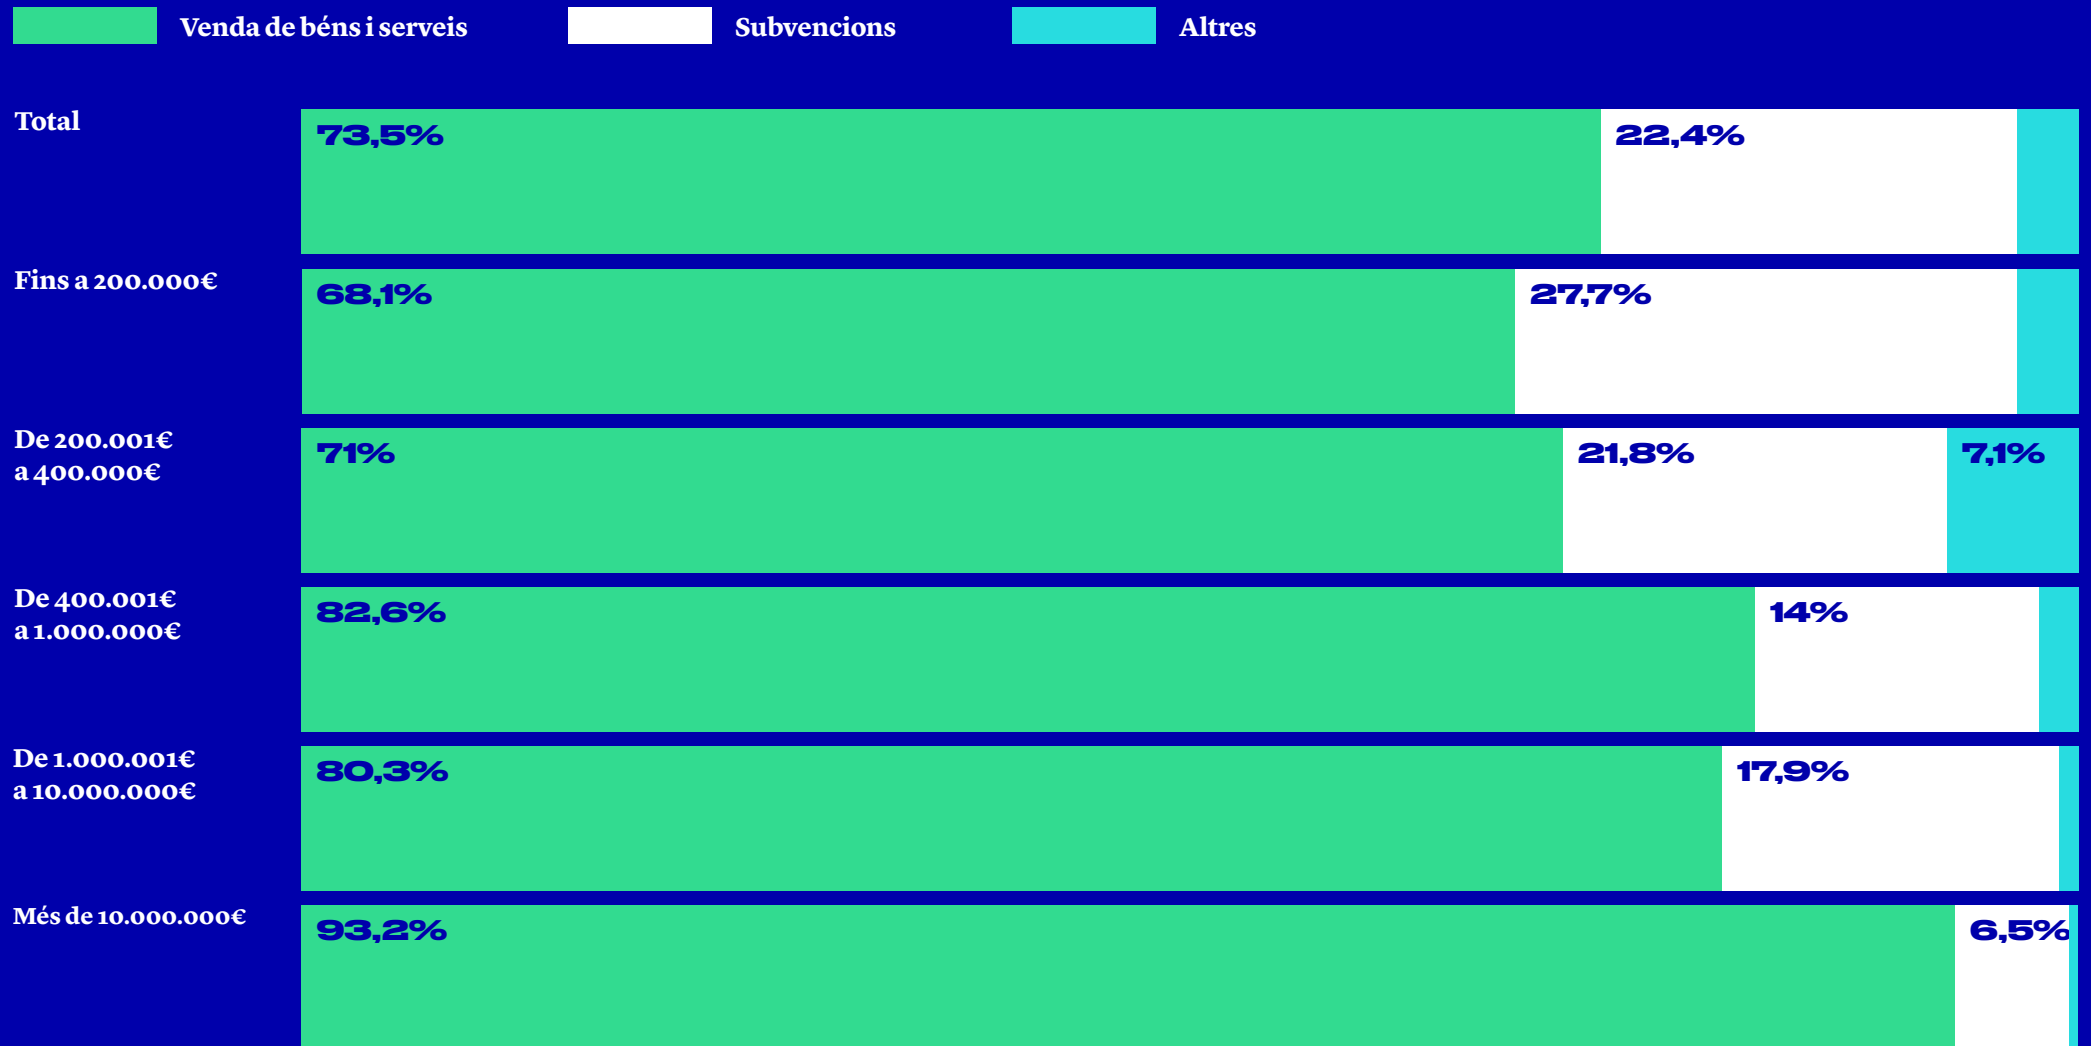 Venda de béns i serveis Subvencions Altres
Total 73,5% 22,4%
Fins a 200.000€ 68,1% 27,7%
De 200.001€
a 400.000€ 71% 21,8% 7,1%
De 400.001€
a 1.000.000€ 82,6% 14%
De 1.000.001€
a 10.000.000€ 80,3% 17,9%
Més de 10.000.000€ 93,2% 6,5%